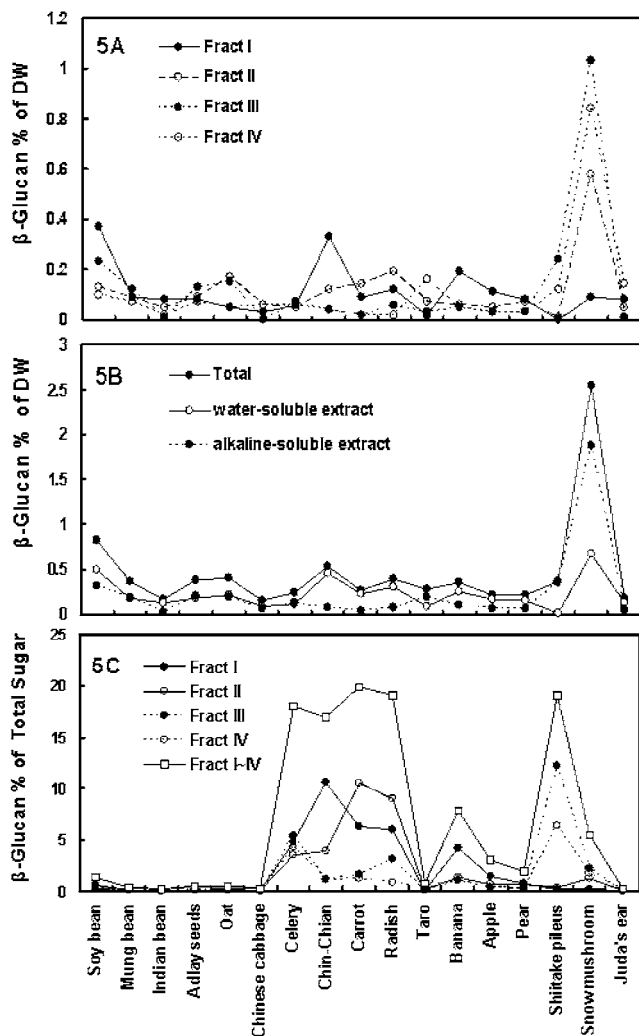 5A
Fract I
Fract II
Fract III
Fract IV
β-Glucan % of DW
1.2
1
0.8
0.6
0.4
0.2
0
5B
Total
water-soluble extract
alkaline-soluble extract
β-Glucan % of DW
3
2.5
2
1.5
1
0.5
0
5C
Fract I
Fract II
Fract III
Fract IV
Fract I~IV
β-Glucan % of Total Sugar
25
20
15
10
5
0
Soy bean
Mung bean
Indian bean
Adlay seeds
Oat
Chinese cabbage
Celery
Chin-Chian
Carrot
Radish
Taro
Banana
Apple
Pear
Shiitake pileus
Snowmushroom
Juda's ear